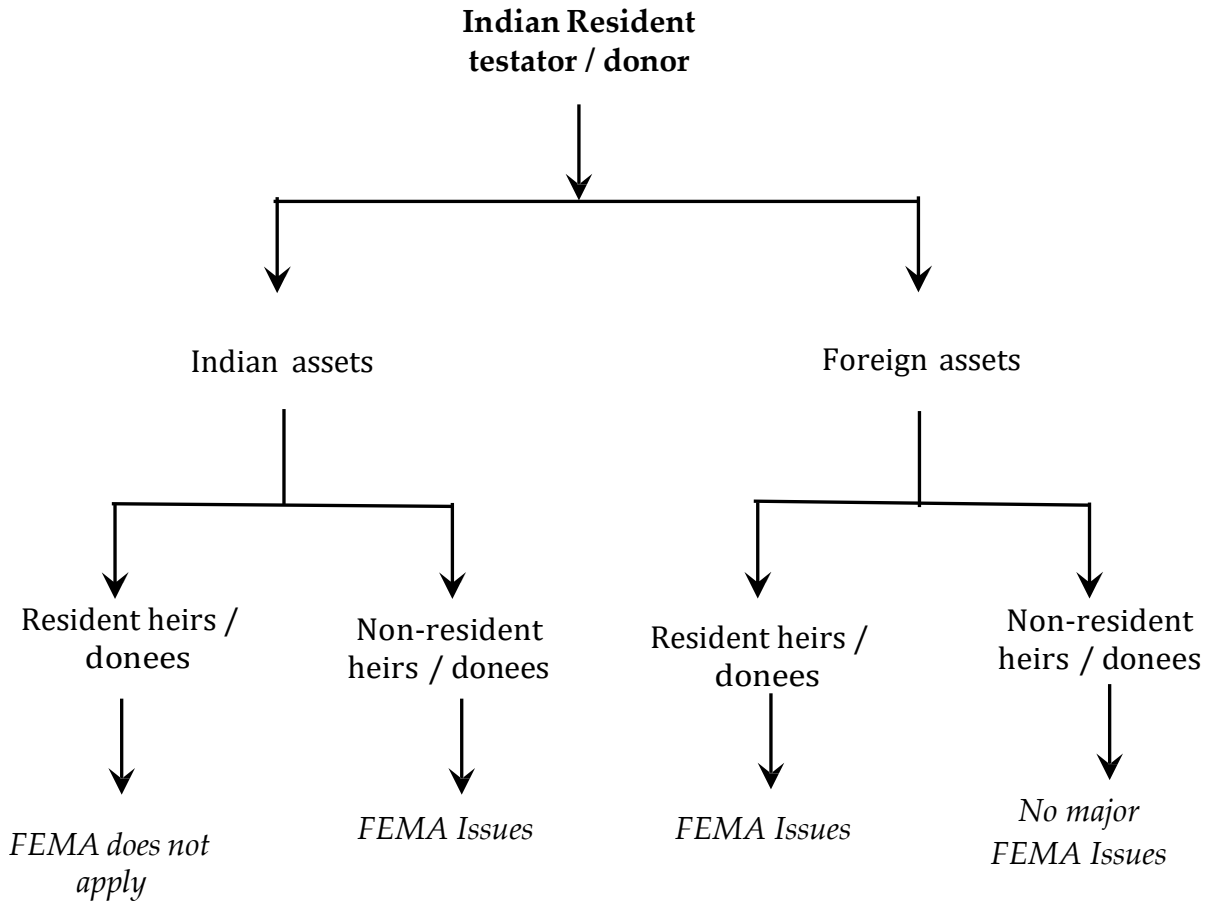 Indian Resident
testator / donor
Indian assets
Foreign assets
Resident heirs /
donees
Non-resident
heirs / donees
Resident heirs /
donees
Non-resident
heirs / donees
FEMA does not
apply
FEMA Issues
FEMA Issues
No major
FEMA Issues